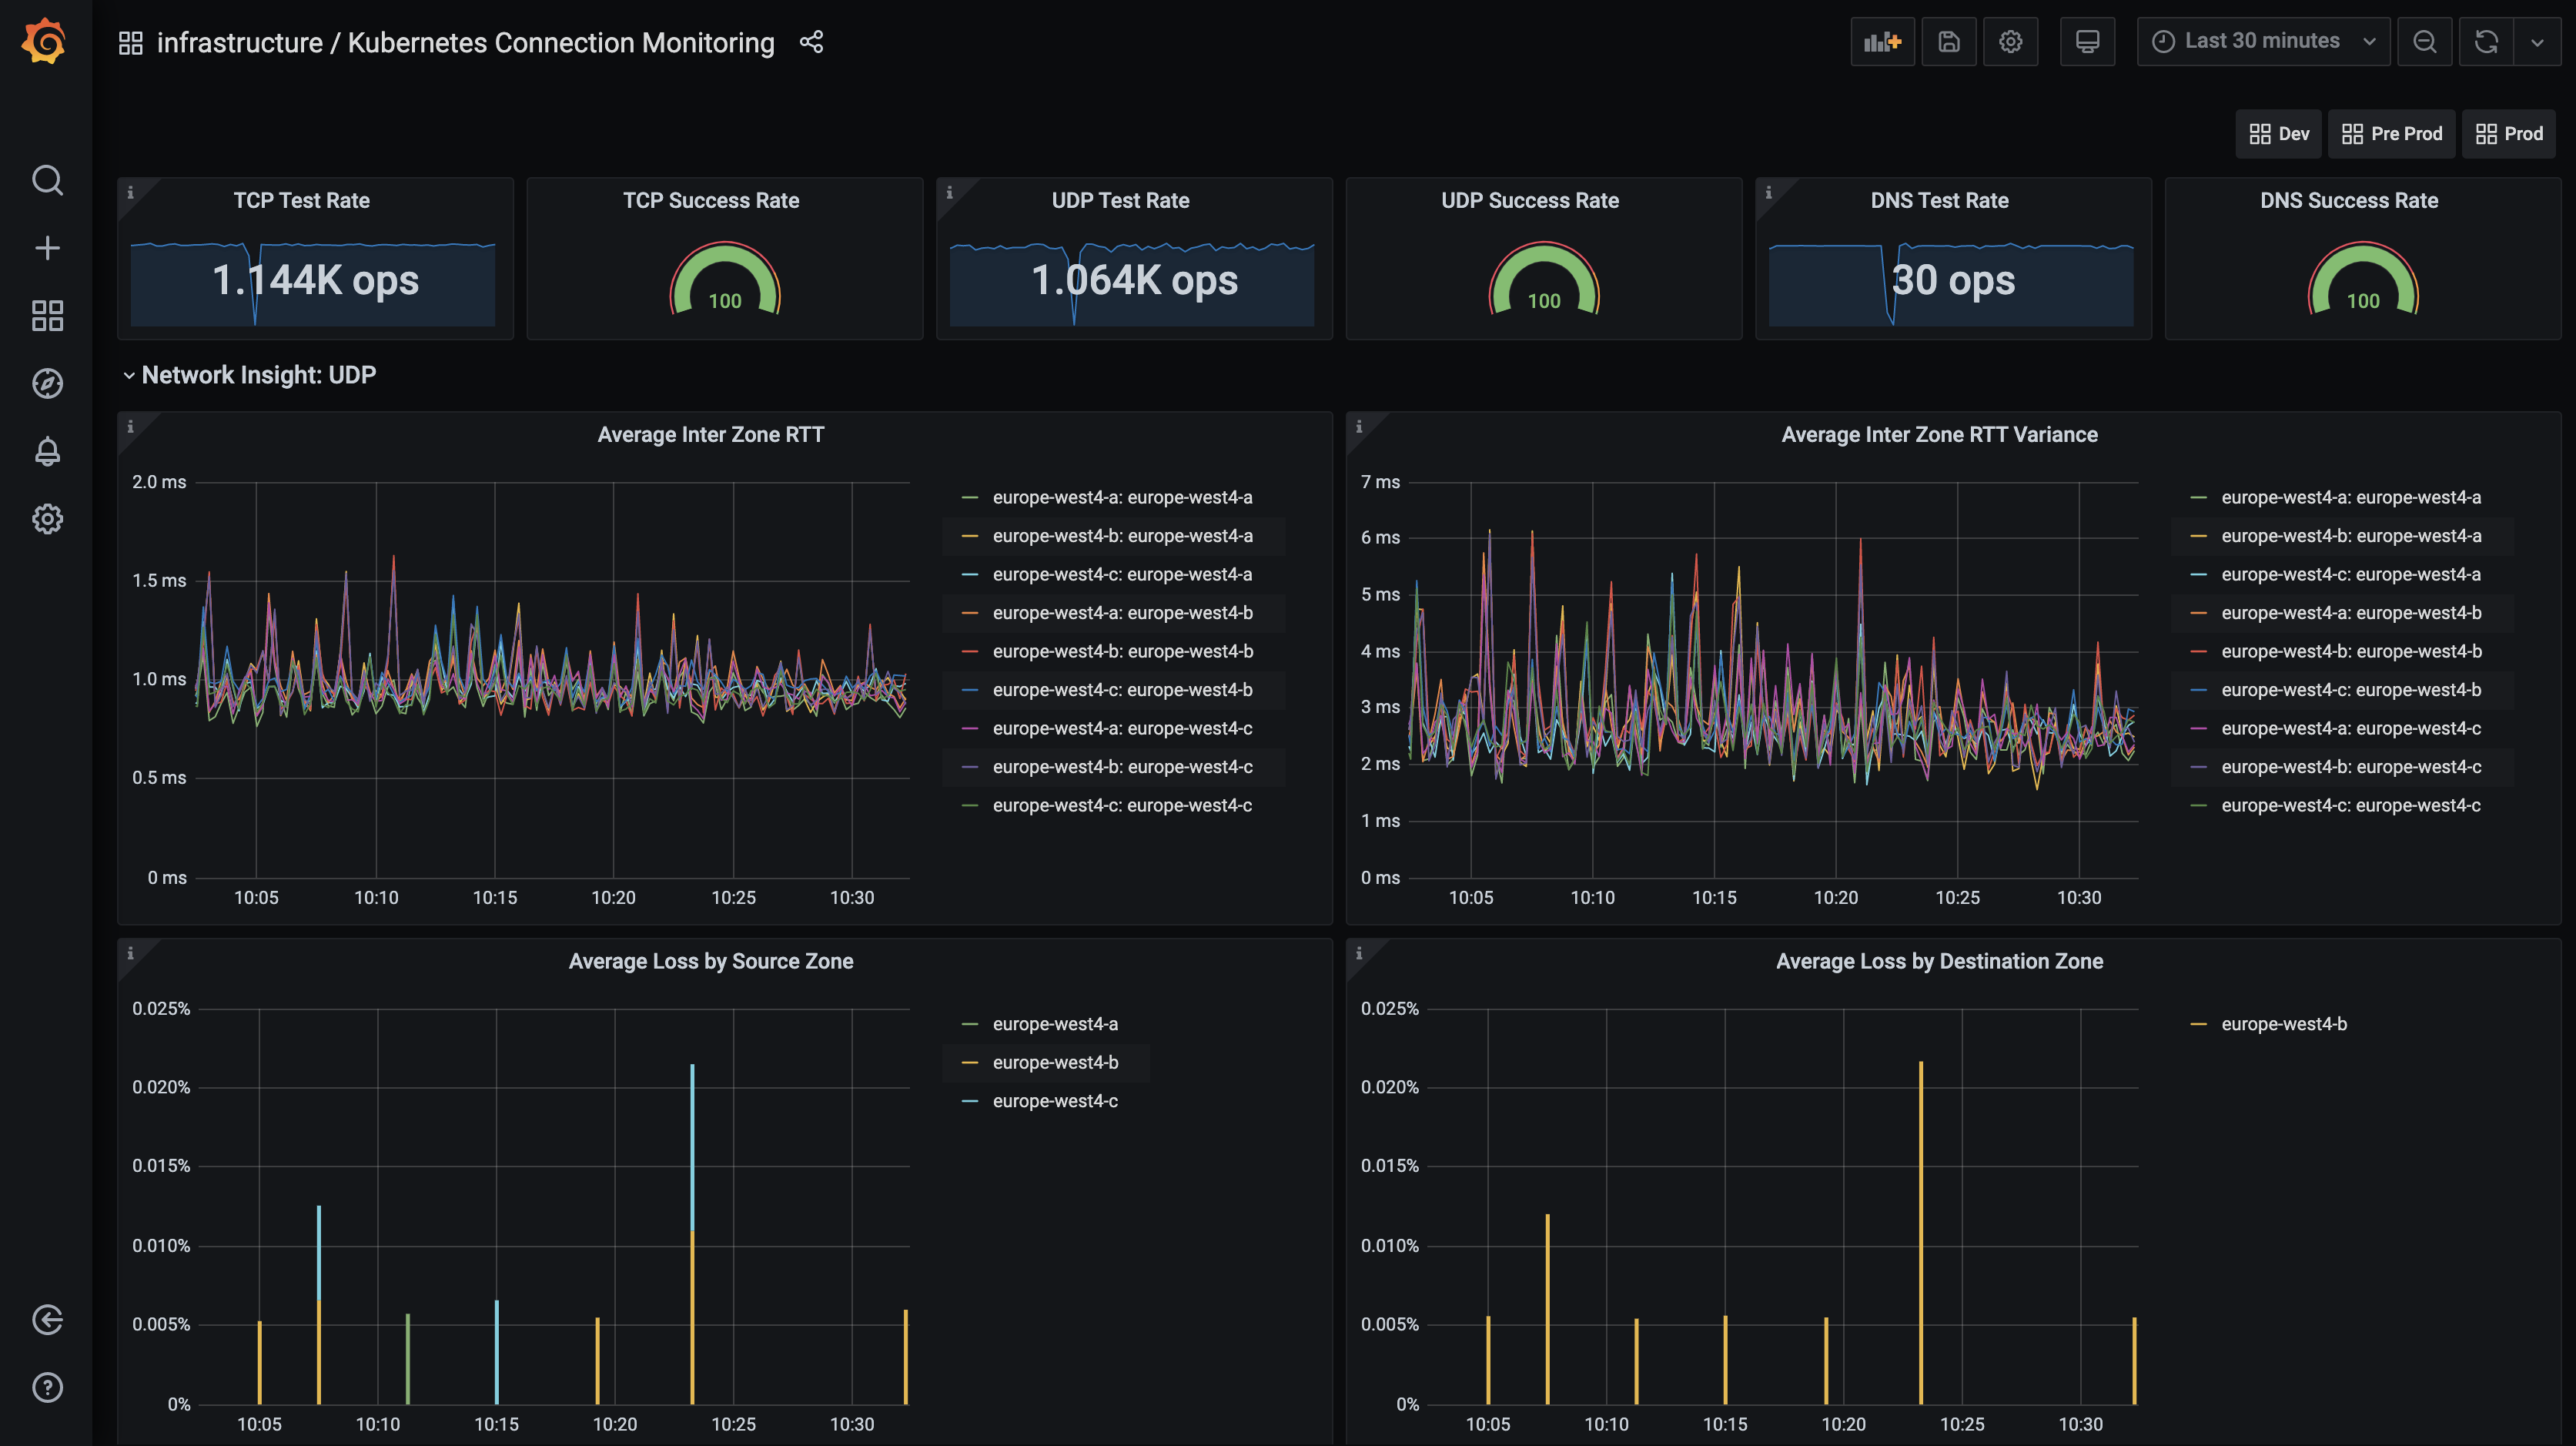 infrastructure / Kubernetes Connection Monitoring
Last 30 minutes
Dev
Pre Prod
Prod
TCP Test Rate
1.144K ops
TCP Success Rate
100
UDP Test Rate
1.064K ops
UDP Success Rate
100
DNS Test Rate
30 ops
DNS Success Rate
100
Network Insight: UDP
Average Inter Zone RTT
2.0 ms
1.5 ms
1.0 ms
0.5 ms
0 ms
10:05 10:10 10:15 10:20 10:25 10:30
europe-west4-a: europe-west4-a
europe-west4-b: europe-west4-a
europe-west4-c: europe-west4-a
europe-west4-a: europe-west4-b
europe-west4-b: europe-west4-b
europe-west4-c: europe-west4-b
europe-west4-a: europe-west4-c
europe-west4-b: europe-west4-c
europe-west4-c: europe-west4-c
Average Inter Zone RTT Variance
7 ms
6 ms
5 ms
4 ms
3 ms
2 ms
1 ms
0 ms
10:05 10:10 10:15 10:20 10:25 10:30
europe-west4-a: europe-west4-a
europe-west4-b: europe-west4-a
europe-west4-c: europe-west4-a
europe-west4-a: europe-west4-b
europe-west4-b: europe-west4-b
europe-west4-c: europe-west4-b
europe-west4-a: europe-west4-c
europe-west4-b: europe-west4-c
europe-west4-c: europe-west4-c
Average Loss by Source Zone
0.025%
0.020%
0.015%
0.010%
0.005%
0%
10:05 10:10 10:15 10:20 10:25 10:30
europe-west4-a
europe-west4-b
europe-west4-c
Average Loss by Destination Zone
0.025%
0.020%
0.015%
0.010%
0.005%
0%
10:05 10:10 10:15 10:20 10:25 10:30
europe-west4-b